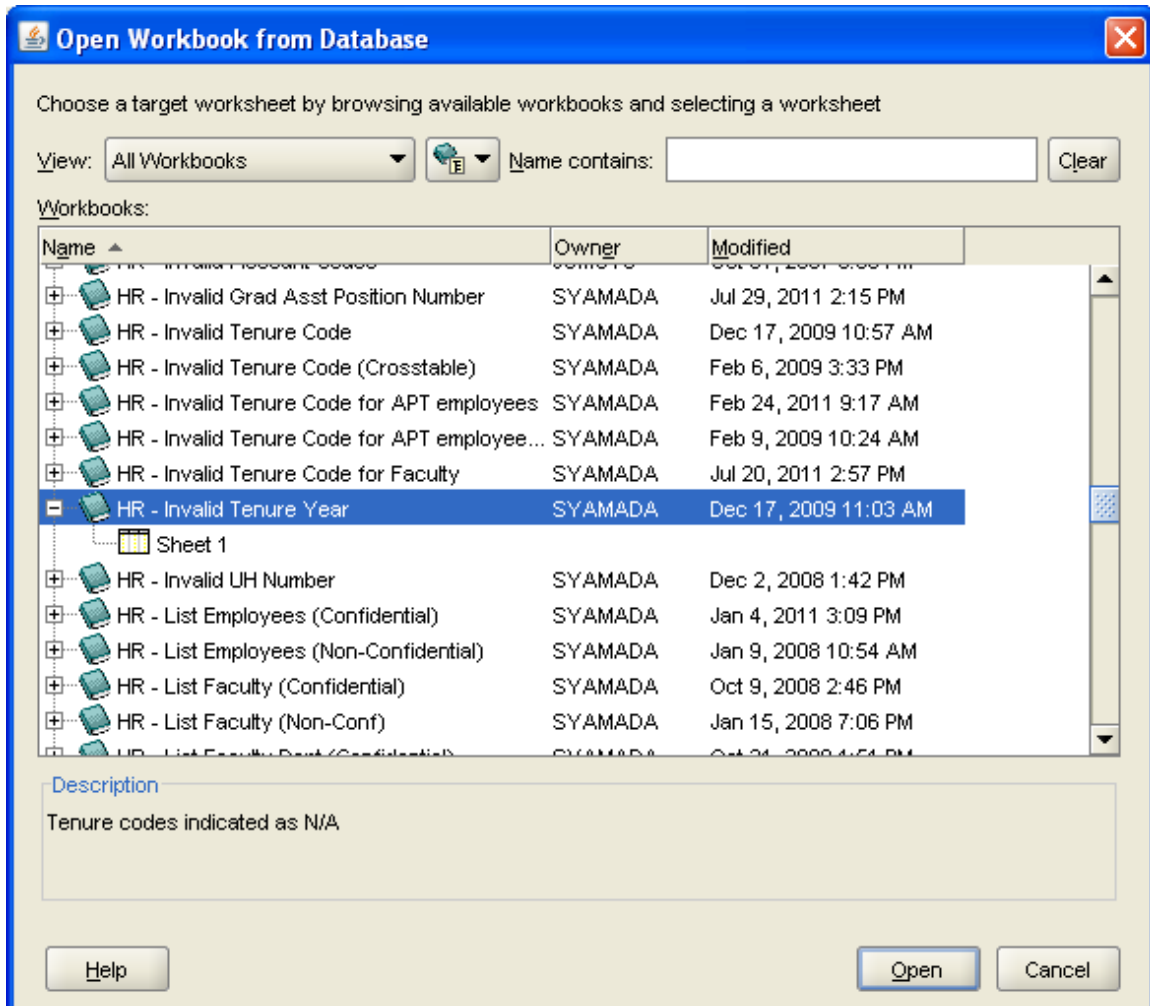 Open Workbook from Database
Choose a target worksheet by browsing available workbooks and selecting a worksheet
View: All Workbooks E Name contains: Clear
Workbooks:
Name Owner Modified
HR - Invalid Grad Asst Position Number SYAMADA Jul 29, 2011 2:15 PM
HR - Invalid Tenure Code SYAMADA Dec 17, 2009 10:57 AM
HR - Invalid Tenure Code (Crosstable) SYAMADA Feb 6, 2009 3:33 PM
HR - Invalid Tenure Code for APT employees SYAMADA Feb 24, 2011 9:17 AM
HR - Invalid Tenure Code for APT employee... SYAMADA Feb 9, 2009 10:24 AM
HR - Invalid Tenure Code for Faculty SYAMADA Jul 20, 2011 2:57 PM
HR - Invalid Tenure Year SYAMADA Dec 17, 2009 11:03 AM
Sheet 1
HR - Invalid UH Number SYAMADA Dec 2, 2008 1:42 PM
HR - List Employees (Confidential) SYAMADA Jan 4, 2011 3:09 PM
HR - List Employees (Non-Confidential) SYAMADA Jan 9, 2008 10:54 AM
HR - List Faculty (Confidential) SYAMADA Oct 9, 2008 2:46 PM
HR - List Faculty (Non-Conf) SYAMADA Jan 15, 2008 7:06 PM
HR - List Faculty Dept (Confidential) SYAMADA
Description
Tenure codes indicated as N/A
Help Open Cancel